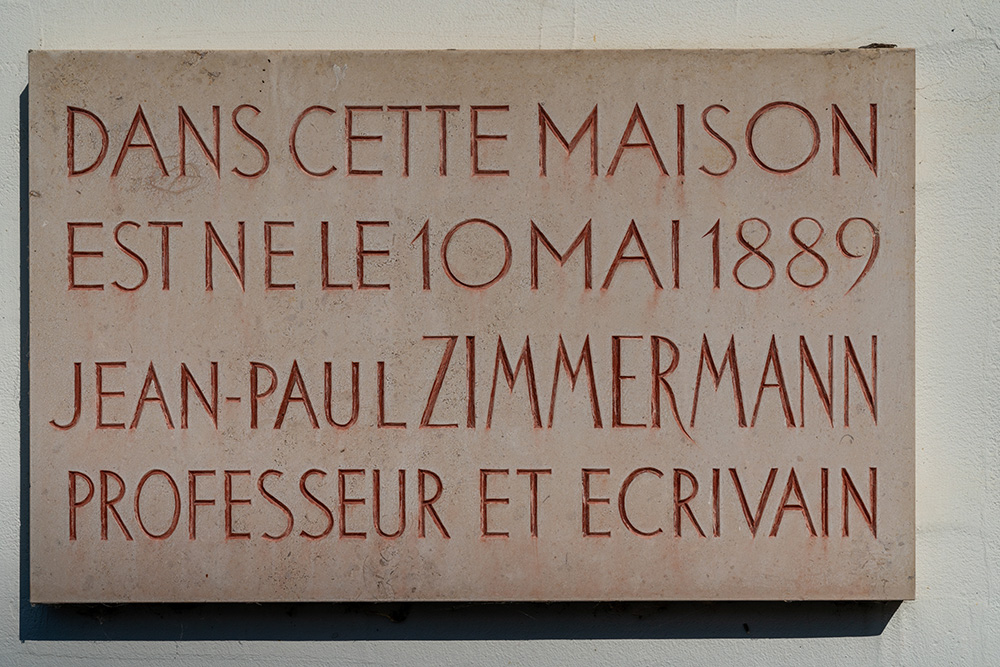 DANS CETTE MAISON
EST NE LE 10 MAI 1889
JEAN-PAUL ZIMMERMANN
PROFESSEUR ET ECRIVAIN